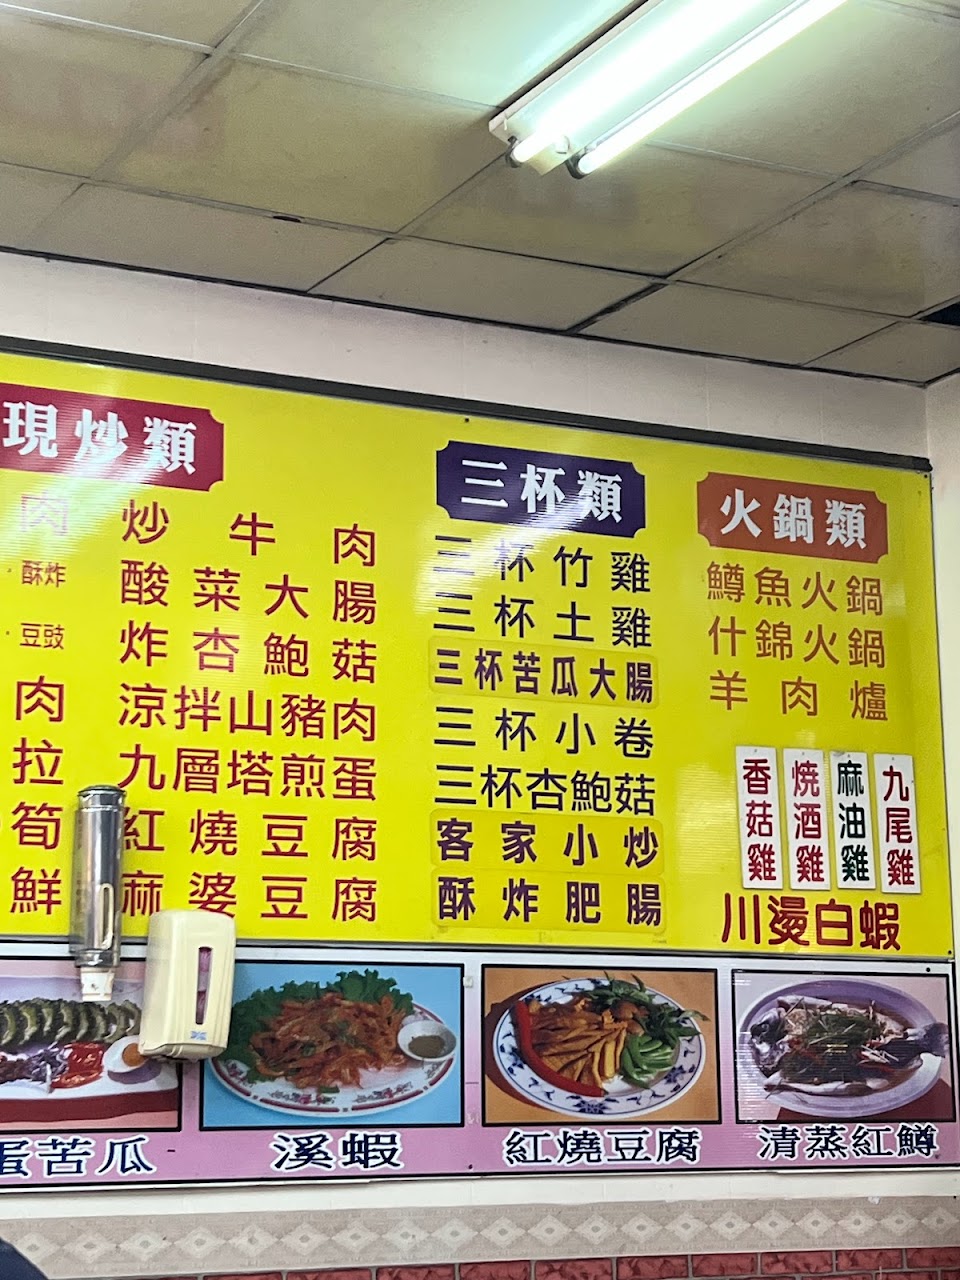 現炒類
肉
酥炸
豆豉
肉
拉
筍
鮮
炒牛肉
酸菜大腸
炸杏鮑菇
涼拌山豬肉
九層塔煎蛋
紅燒豆腐
麻婆豆腐
三杯類
三杯竹雞
三杯土雞
三杯苦瓜大腸
三杯小卷
三杯杏鮑菇
客家小炒
酥炸肥腸
火鍋類
鱒魚火鍋
什錦火鍋
羊肉爐
香菇雞
燒酒雞
麻油雞
九尾雞
川燙白蝦
蛋苦瓜
溪蝦
紅燒豆腐
清蒸紅鱒